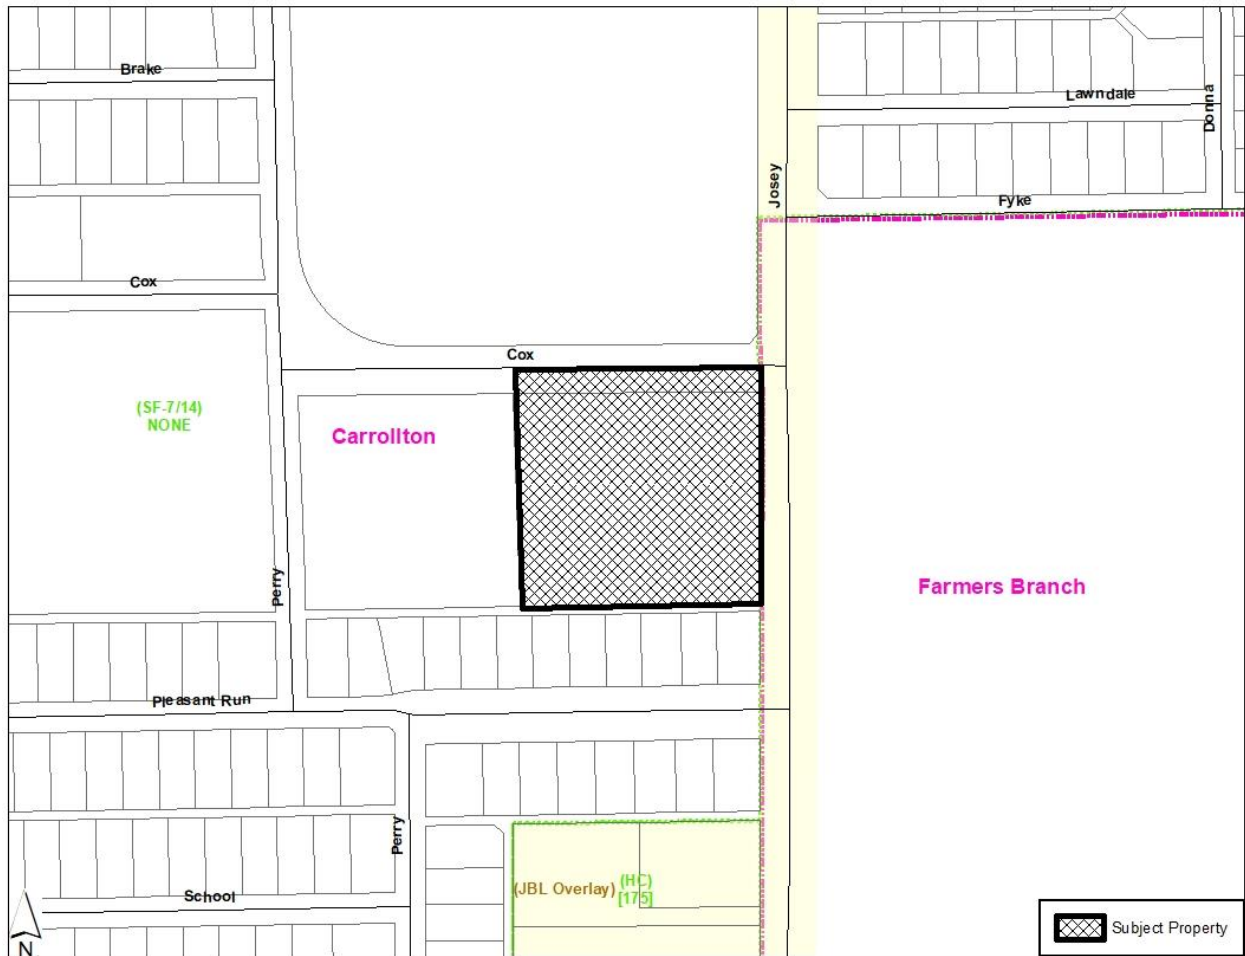 Brake
Lawndale
Donna
Josey
Fyke
Cox
Cox
(SF-7/14)
NONE
Carrollton
Perry
Farmers Branch
Pleasant Run
Perry
(JBL Overlay)
(HC)
[175]
School
N
Subject Property